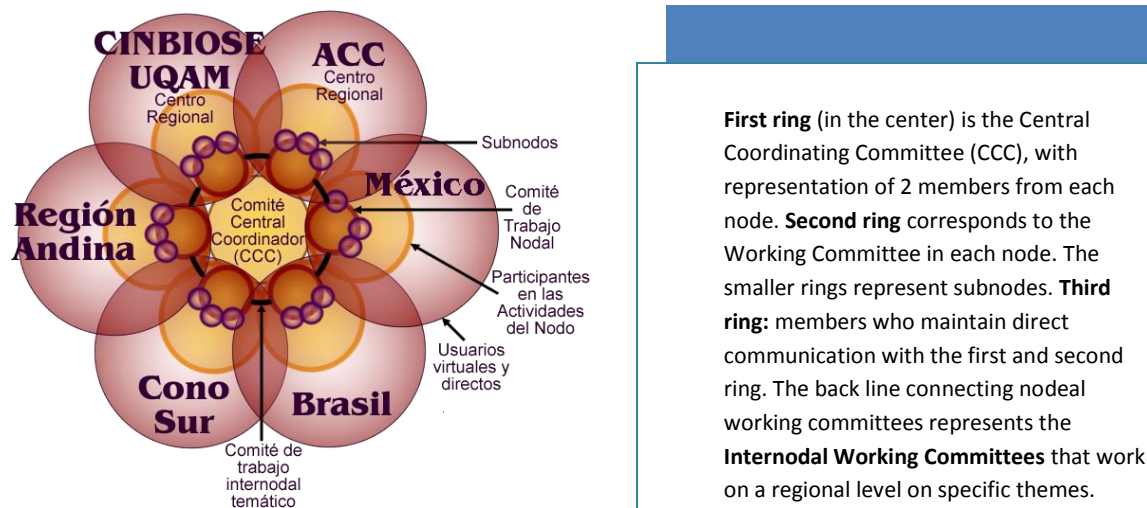 CINBIOSE
UQAM
Centro
Regional
ACC
Centro
Regional
Subnodos
México
Comité
de
Trabajo
Nodal
Región
Andina
Comité
Central
Coordinador
(CCC)
Participantes
en las
Actividades
del Nodo
Usuarios
virtuales y
directos
Cono
Sur
Brasil
Comité de
trabajo
internodal
temático
First ring (in the center) is the Central
Coordinating Committee (CCC), with
representation of 2 members from each
node. Second ring corresponds to the
Working Committee in each node. The
smaller rings represent subnodes. Third
ring: members who maintain direct
communication with the first and second
ring. The back line connecting nodeal
working committees represents the
Internodal Working Committees that work
on a regional level on specific themes.